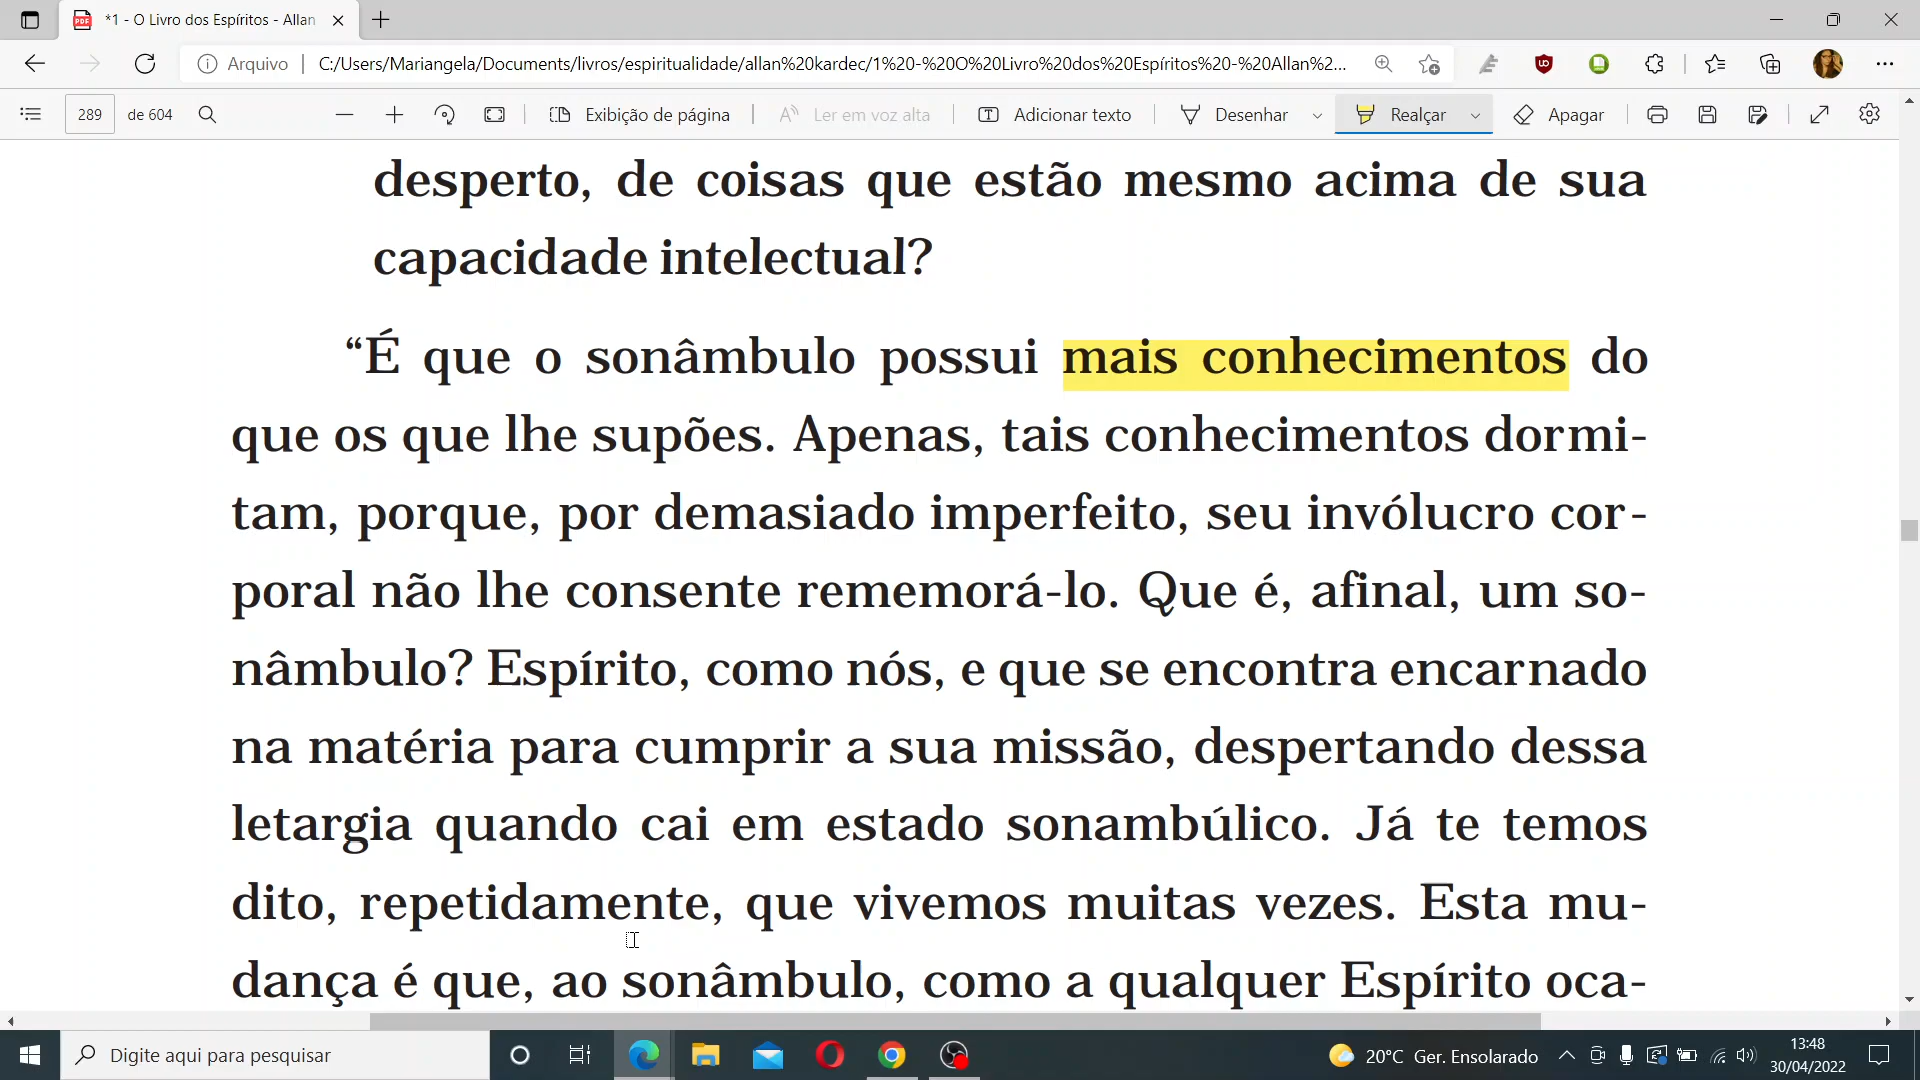 *1 - O Livro dos Espíritos - Allan
Arquivo
C:/Users/Mariangela/Documents/livros/espiritualidade/allan%20kardec/1%20-%20O%20Livro%20dos%20Espíritos%20-%20Allan%2...
289 de 604
Exibição de página
Ler em voz alta
Adicionar texto
Desenhar
Realçar
Apagar
desperto, de coisas que estão mesmo acima de sua
capacidade intelectual?
“É que o sonâmbulo possui mais conhecimentos do
que os que lhe supões. Apenas, tais conhecimentos dormi-
tam, porque, por demasiado imperfeito, seu invólucro cor-
poral não lhe consente rememorá-lo. Que é, afinal, um so-
nâmbulo? Espírito, como nós, e que se encontra encarnado
na matéria para cumprir a sua missão, despertando dessa
letargia quando cai em estado sonambúlico. Já te temos
dito, repetidamente, que vivemos muitas vezes. Esta mu-
dança é que, ao sonâmbulo, como a qualquer Espírito oca-
Digite aqui para pesquisar
20°C Ger. Ensolarado
13:48
30/04/2022